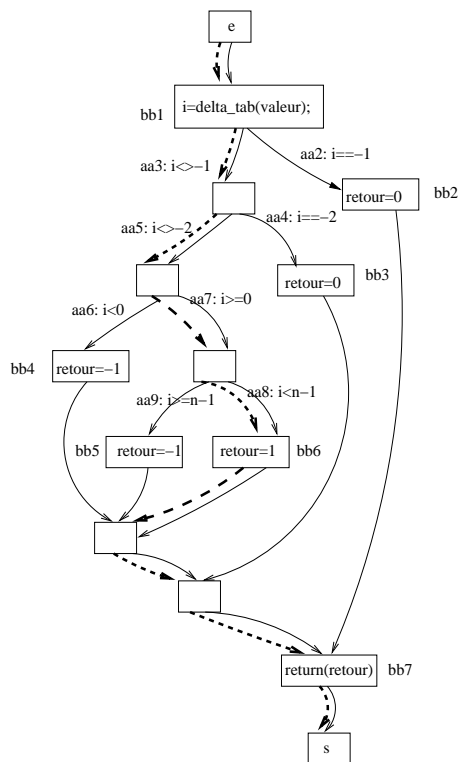 e
bb1
i=delta_tab(valeur);
aa3: i<>−1
aa2: i==−1
retour=0
bb2
aa5: i<>−2
aa4: i==−2
retour=0
bb3
aa6: i<0
aa7: i>=0
bb4
retour=−1
aa9: i>=n−1
aa8: i<n−1
bb5
retour=−1
retour=1
bb6
return(retour)
bb7
s